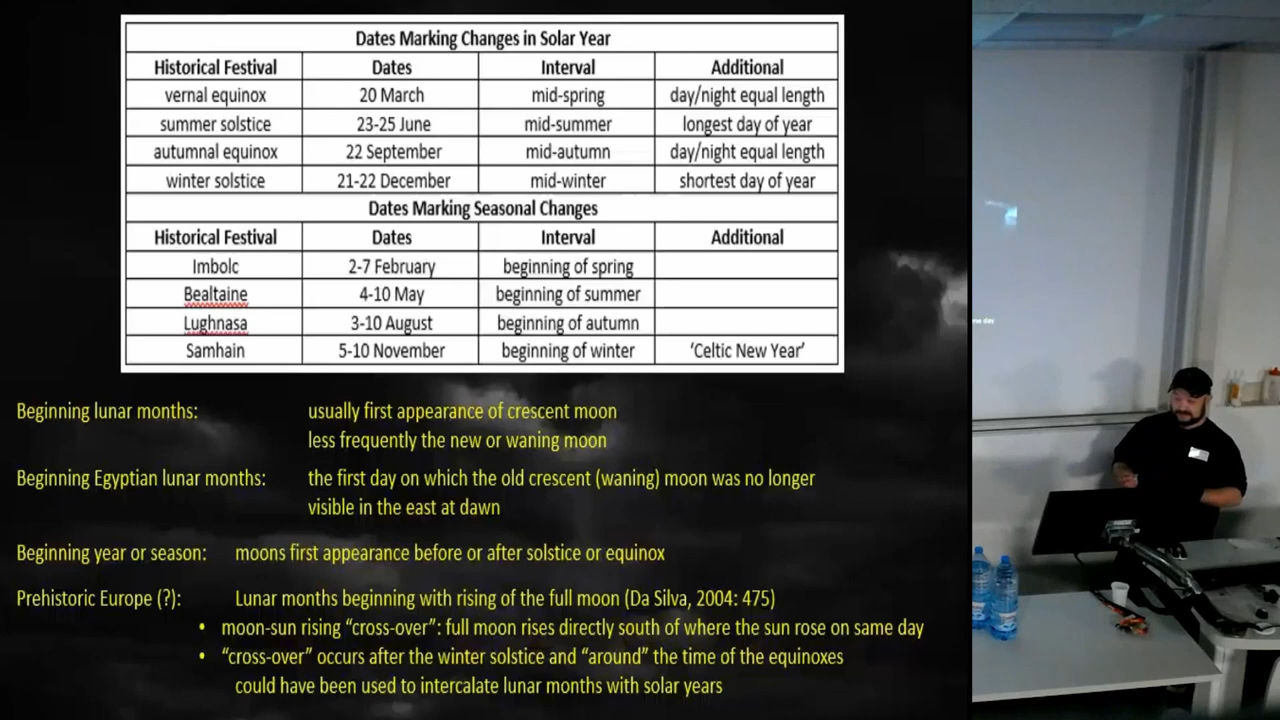 Dates Marking Changes in Solar Year
Historical Festival Dates Interval Additional
vernal equinox 20 March mid-spring day/night equal length
summer solstice 23-25 June mid-summer longest day of year
autumnal equinox 22 September mid-autumn day/night equal length
winter solstice 21-22 December mid-winter shortest day of year
Dates Marking Seasonal Changes
Historical Festival Dates Interval Additional
Imbolc 2-7 February beginning of spring
Bealtaine 4-10 May beginning of summer
Lughnasa 3-10 August beginning of autumn
Samhain 5-10 November beginning of winter 'Celtic New Year'
Beginning lunar months: usually first appearance of crescent moon
less frequently the new or waning moon
Beginning Egyptian lunar months: the first day on which the old crescent (waning) moon was no longer
visible in the east at dawn
Beginning year or season: moons first appearance before or after solstice or equinox
Prehistoric Europe (?): Lunar months beginning with rising of the full moon (Da Silva, 2004: 475)
• moon-sun rising "cross-over": full moon rises directly south of where the sun rose on same day
• "cross-over" occurs after the winter solstice and "around" the time of the equinoxes
could have been used to intercalate lunar months with solar years